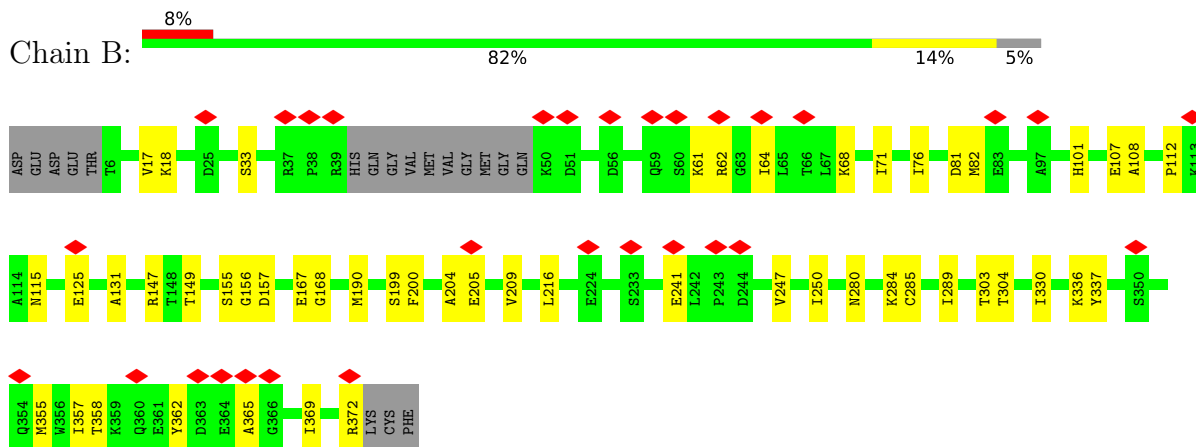 8%
Chain B:
82% 14% 5%
ASP GLU ASP GLU THR T6 V17 K18 D25 S33 R37 P38 R39 HIS GLN GLY VAL MET VAL GLY MET GLY GLN K50 D51 D56 Q59 S60 K61 R62 G63 I64 L65 T66 L67 K68 I71 I76 D81 M82 E83 A97 H101 E107 A108 P112 K113
A114 N115 E125 A131 R147 T148 T149 S155 G156 D157 E167 G168 M190 S199 F200 A204 E205 V209 L216 E224 S233 E241 L242 P243 D244 V247 I250 N280 K284 C285 I289 T303 T304 I330 K336 Y337 S350
Q354 M355 W356 I357 T358 K359 Q360 E361 Y362 D363 E364 A365 G366 I369 R372 LYS CYS PHE